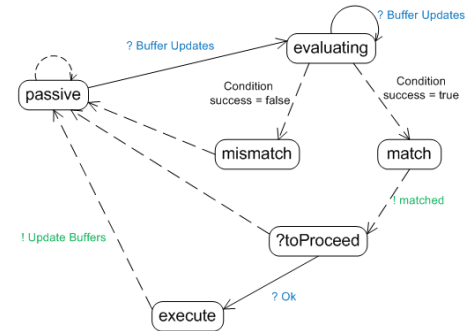 ? Buffer Updates
? Buffer Updates
evaluating
passive
Condition
success = false
Condition
success = true
mismatch
match
! matched
! Update Buffers
?toProceed
? Ok
execute